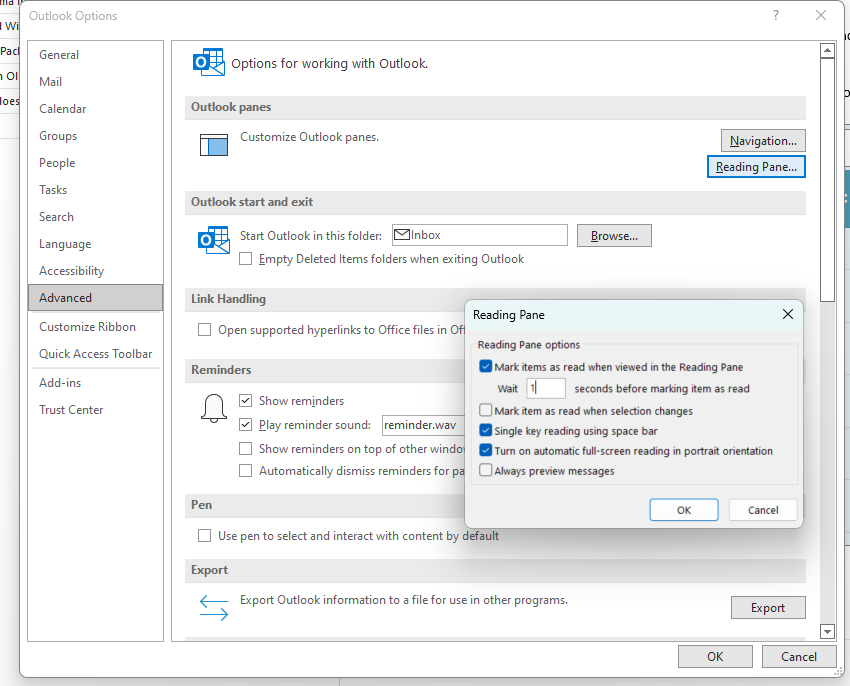 Outlook Options
General
Mail
Calendar
Groups
People
Tasks
Search
Language
Accessibility
Advanced
Customize Ribbon
Quick Access Toolbar
Add-ins
Trust Center
Options for working with Outlook.
Outlook panes
Customize Outlook panes.
Navigation...
Reading Pane...
Outlook start and exit
Start Outlook in this folder: Inbox Browse...
Empty Deleted Items folders when exiting Outlook
Link Handling
Open supported hyperlinks to Office files in Off
Reminders
Show reminders
Play reminder sound: reminder.wav
Show reminders on top of other windo
Automatically dismiss reminders for pa
Pen
Use pen to select and interact with content by default
Export
Export Outlook information to a file for use in other programs.
Export
OK Cancel
Reading Pane
Reading Pane options
Mark items as read when viewed in the Reading Pane
Wait 1 seconds before marking item as read
Mark item as read when selection changes
Single key reading using space bar
Turn on automatic full-screen reading in portrait orientation
Always preview messages
OK Cancel